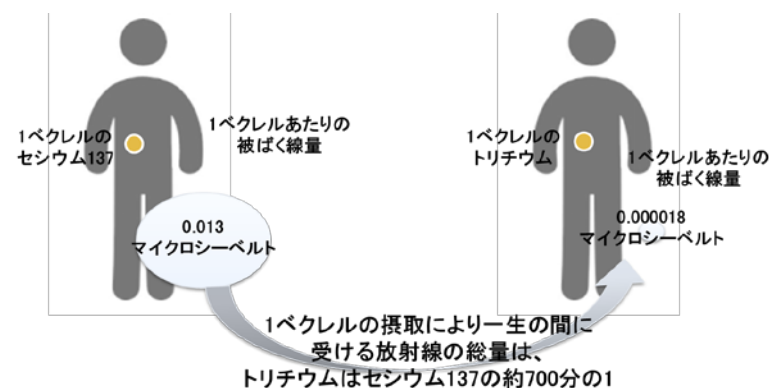 1ベクレルの
セシウム137
1ベクレルあたりの
被ばく線量
0.013
マイクロシーベルト
1ベクレルの
トリチウム
1ベクレルあたりの
被ばく線量
0.000018
マイクロシーベルト
1ベクレルの摂取により一生の間に
受ける放射線の総量は、
トリチウムはセシウム137の約700分の1